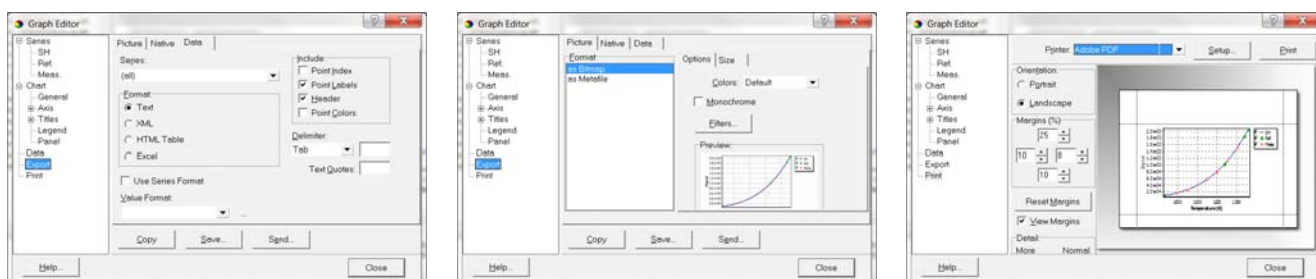 Graph Editor
Series
SH
Ref.
Meas.
Chart
General
Axis
Titles
Legend
Panel
Data
Export
Print
Picture Native Data
Series:
(all)
Format
Text
XML
HTML Table
Excel
Use Series Format
Value Format:
...
Include:
Point Index
Point Labels
Header
Point Colors
Delimiter:
Tab
Text Quotes:
Copy Save... Send...
Help... Close
Graph Editor
Series
SH
Ref.
Meas.
Chart
General
Axis
Titles
Legend
Panel
Data
Export
Print
Picture Native Data
Format
as Bitmap
as Metafile
Options Size
Colors: Default
Monochrome
Filters...
Preview:
Copy Save... Send...
Help... Close
Graph Editor
Series
SH
Ref.
Meas.
Chart
General
Axis
Titles
Legend
Panel
Data
Export
Print
Printer: Adobe PDF Setup... Print
Orientation:
Portrait
Landscape
Margins (%)
25
10 8
10
Reset Margins
View Margins
Detail:
More Normal
Temperature [K]
Help... Close